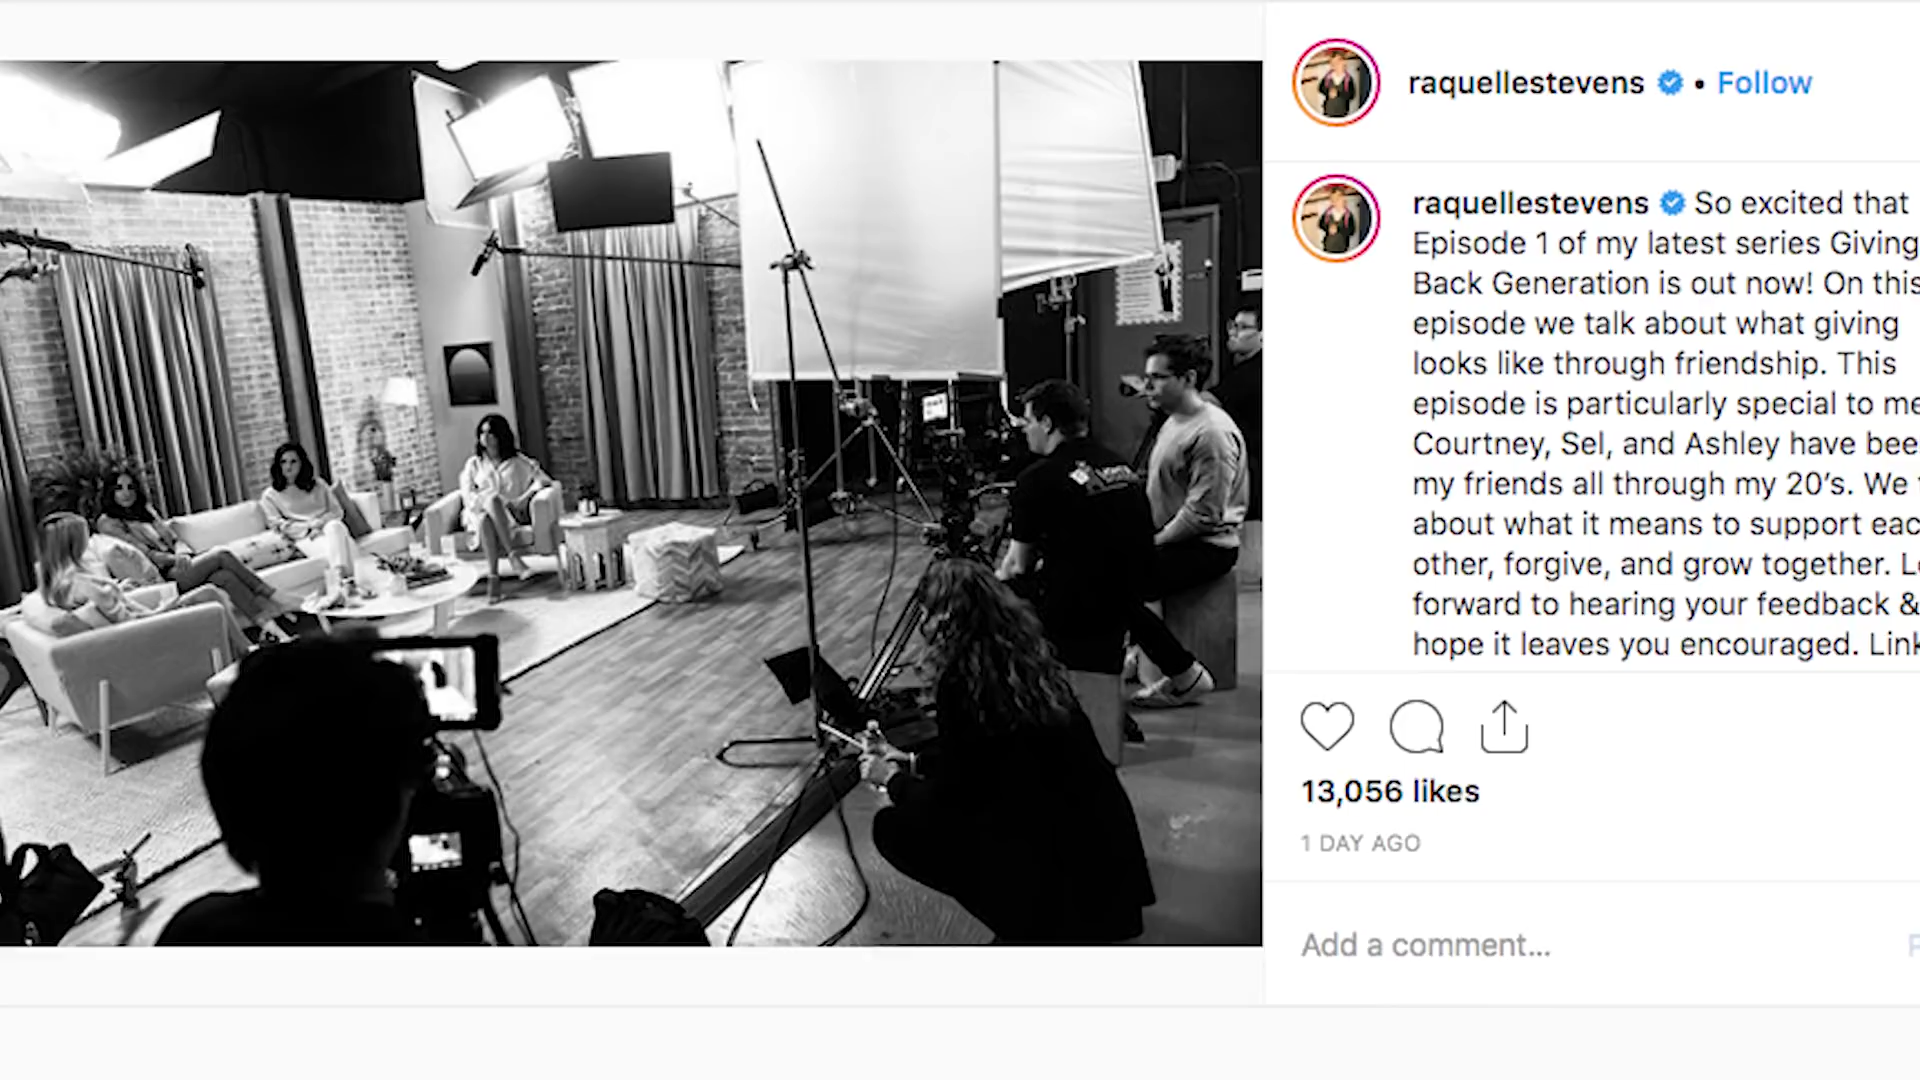 raquellestevens • Follow
raquellestevens So excited that
Episode 1 of my latest series Giving
Back Generation is out now! On this
episode we talk about what giving
looks like through friendship. This
episode is particularly special to me
Courtney, Sel, and Ashley have bee
my friends all through my 20's. We
about what it means to support eac
other, forgive, and grow together. L
forward to hearing your feedback &
hope it leaves you encouraged. Link
13,056 likes
1 DAY AGO
Add a comment...